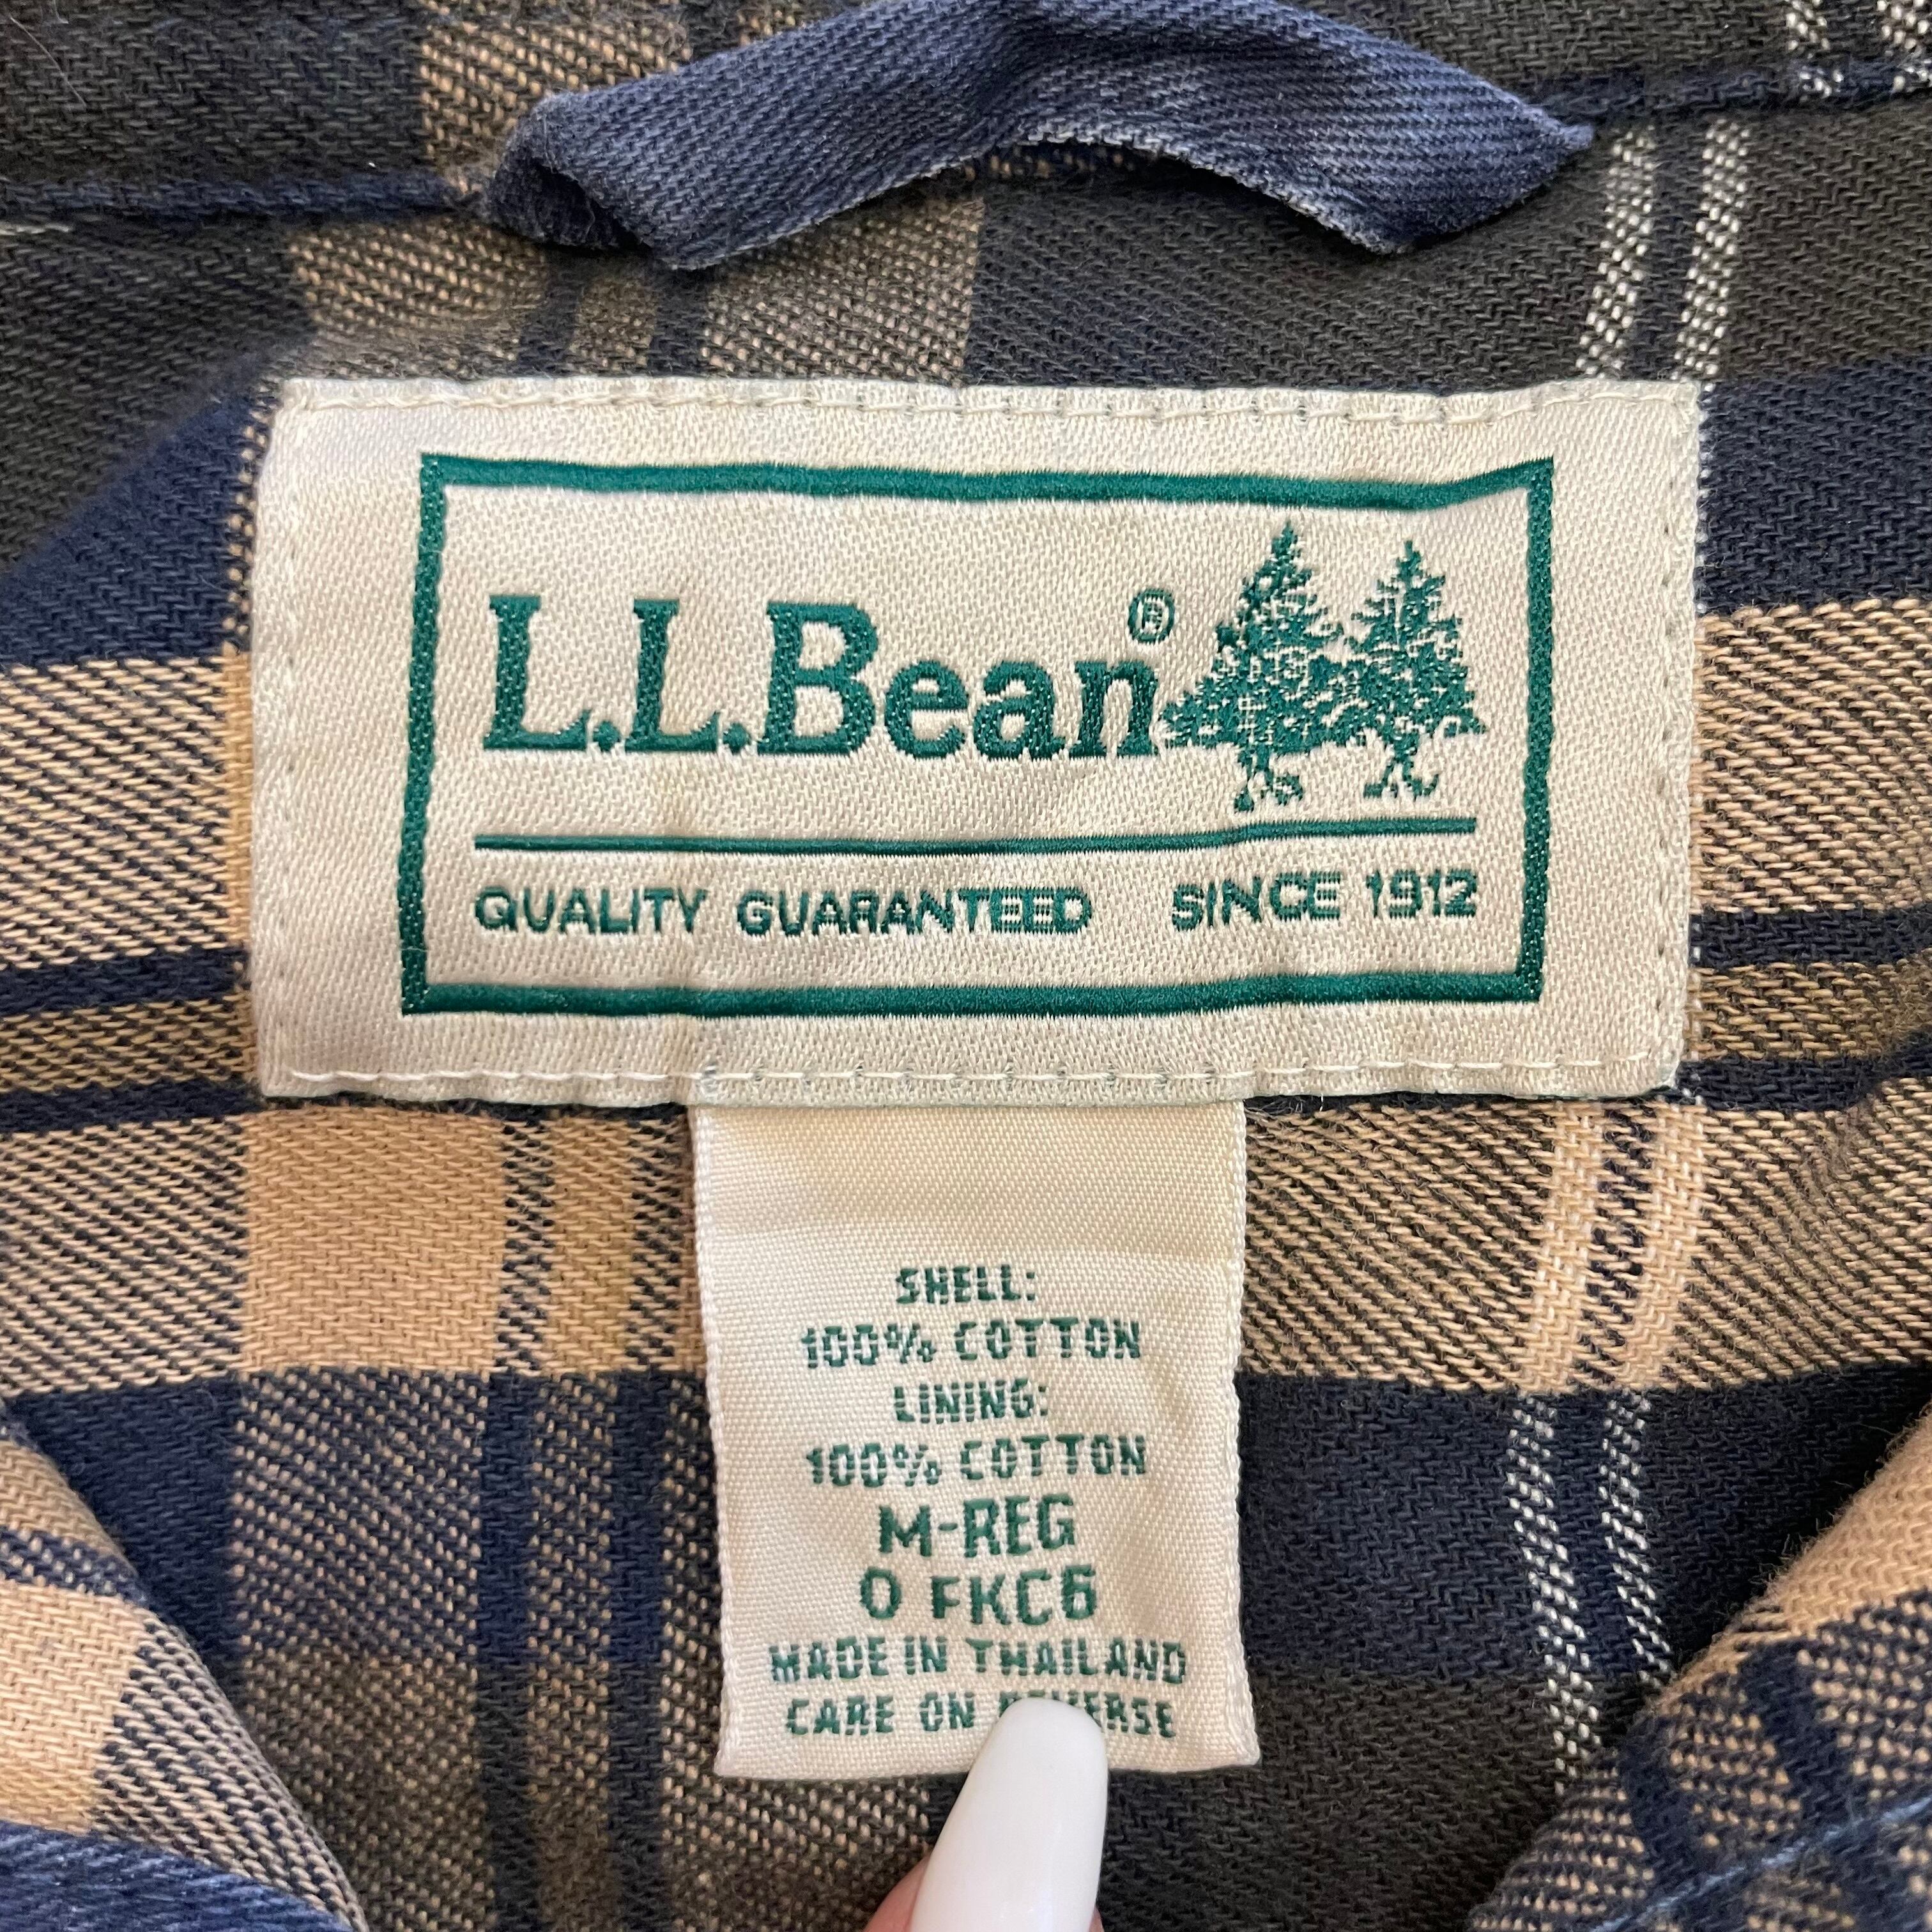 L.L.Bean®
QUALITY GUARANTEED SINCE 1912
SHELL:
100% COTTON
LINING:
100% COTTON
M-REG
0 FKC6
MADE IN THAILAND
CARE ON REVERSE